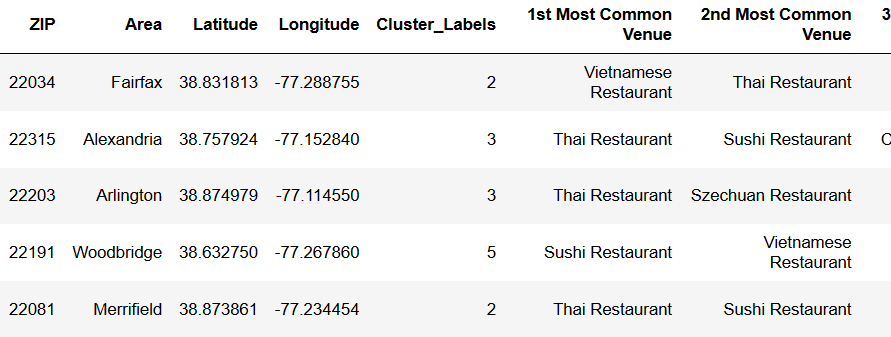 ZIP Area Latitude Longitude Cluster_Labels 1st Most Common Venue 2nd Most Common Venue 3
22034 Fairfax 38.831813 -77.288755 2 Vietnamese Restaurant Thai Restaurant
22315 Alexandria 38.757924 -77.152840 3 Thai Restaurant Sushi Restaurant C
22203 Arlington 38.874979 -77.114550 3 Thai Restaurant Szechuan Restaurant
22191 Woodbridge 38.632750 -77.267860 5 Sushi Restaurant Vietnamese Restaurant
22081 Merrifield 38.873861 -77.234454 2 Thai Restaurant Sushi Restaurant